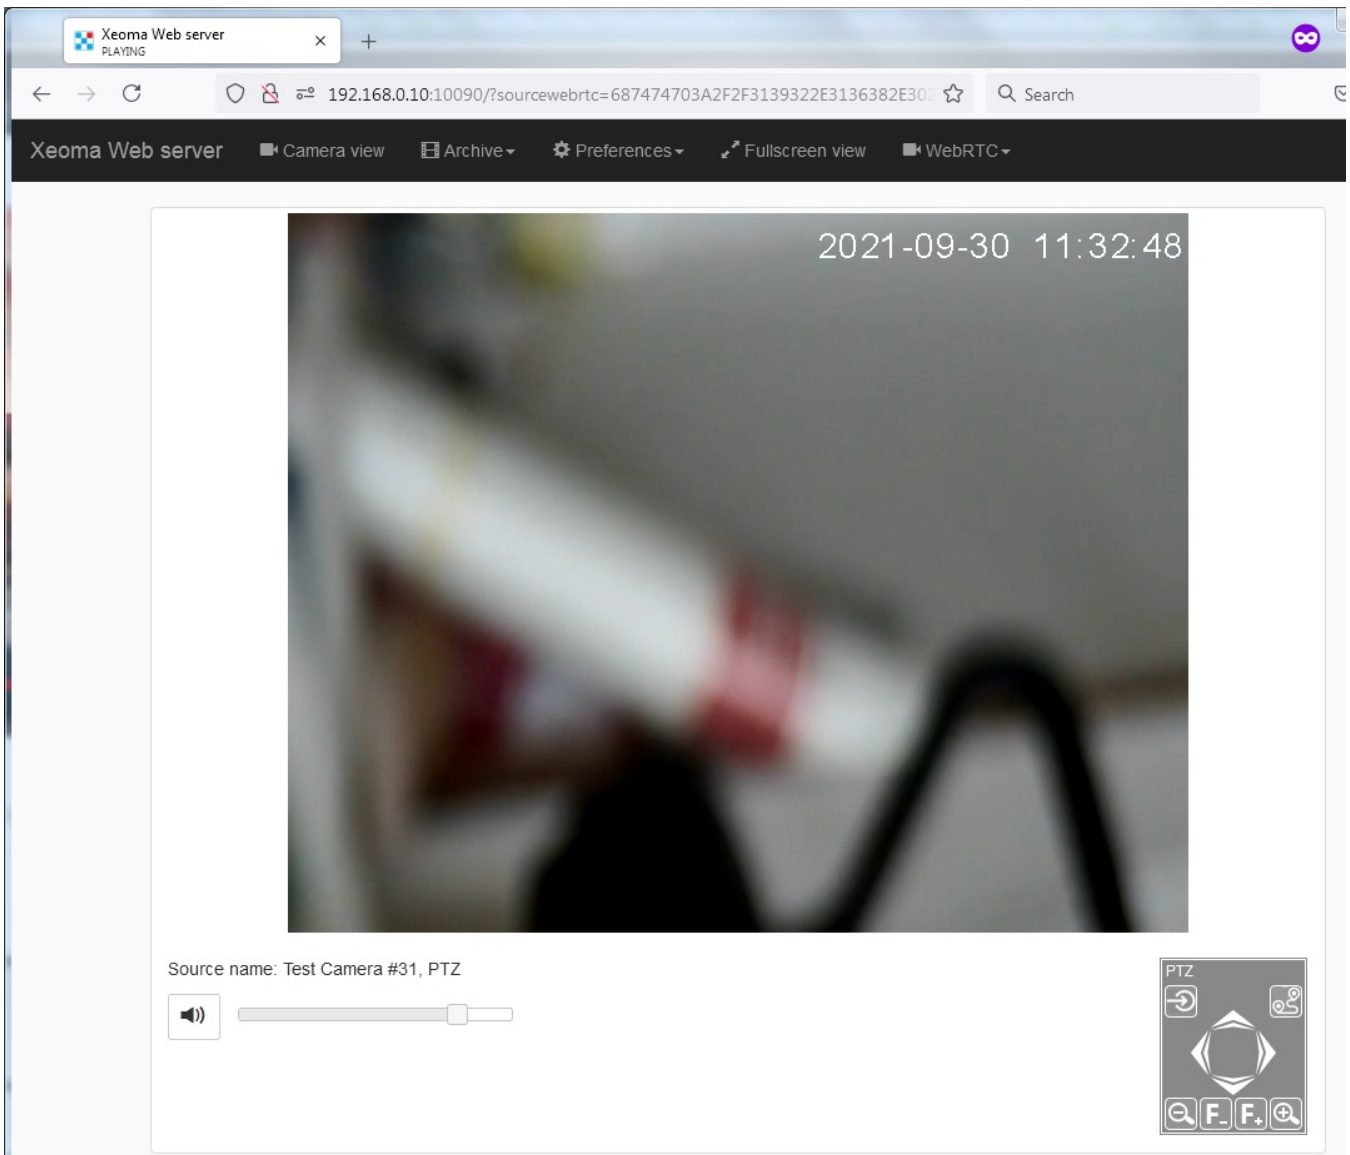 Xeoma Web server
PLAYING
192.168.0.10:10090/?sourcewebrtc=687474703A2F2F3139322E3136382E302
Search
Xeoma Web server Camera view Archive Preferences Fullscreen view WebRTC
2021-09-30 11:32:48
Source name: Test Camera #31, PTZ
PTZ
F- F+